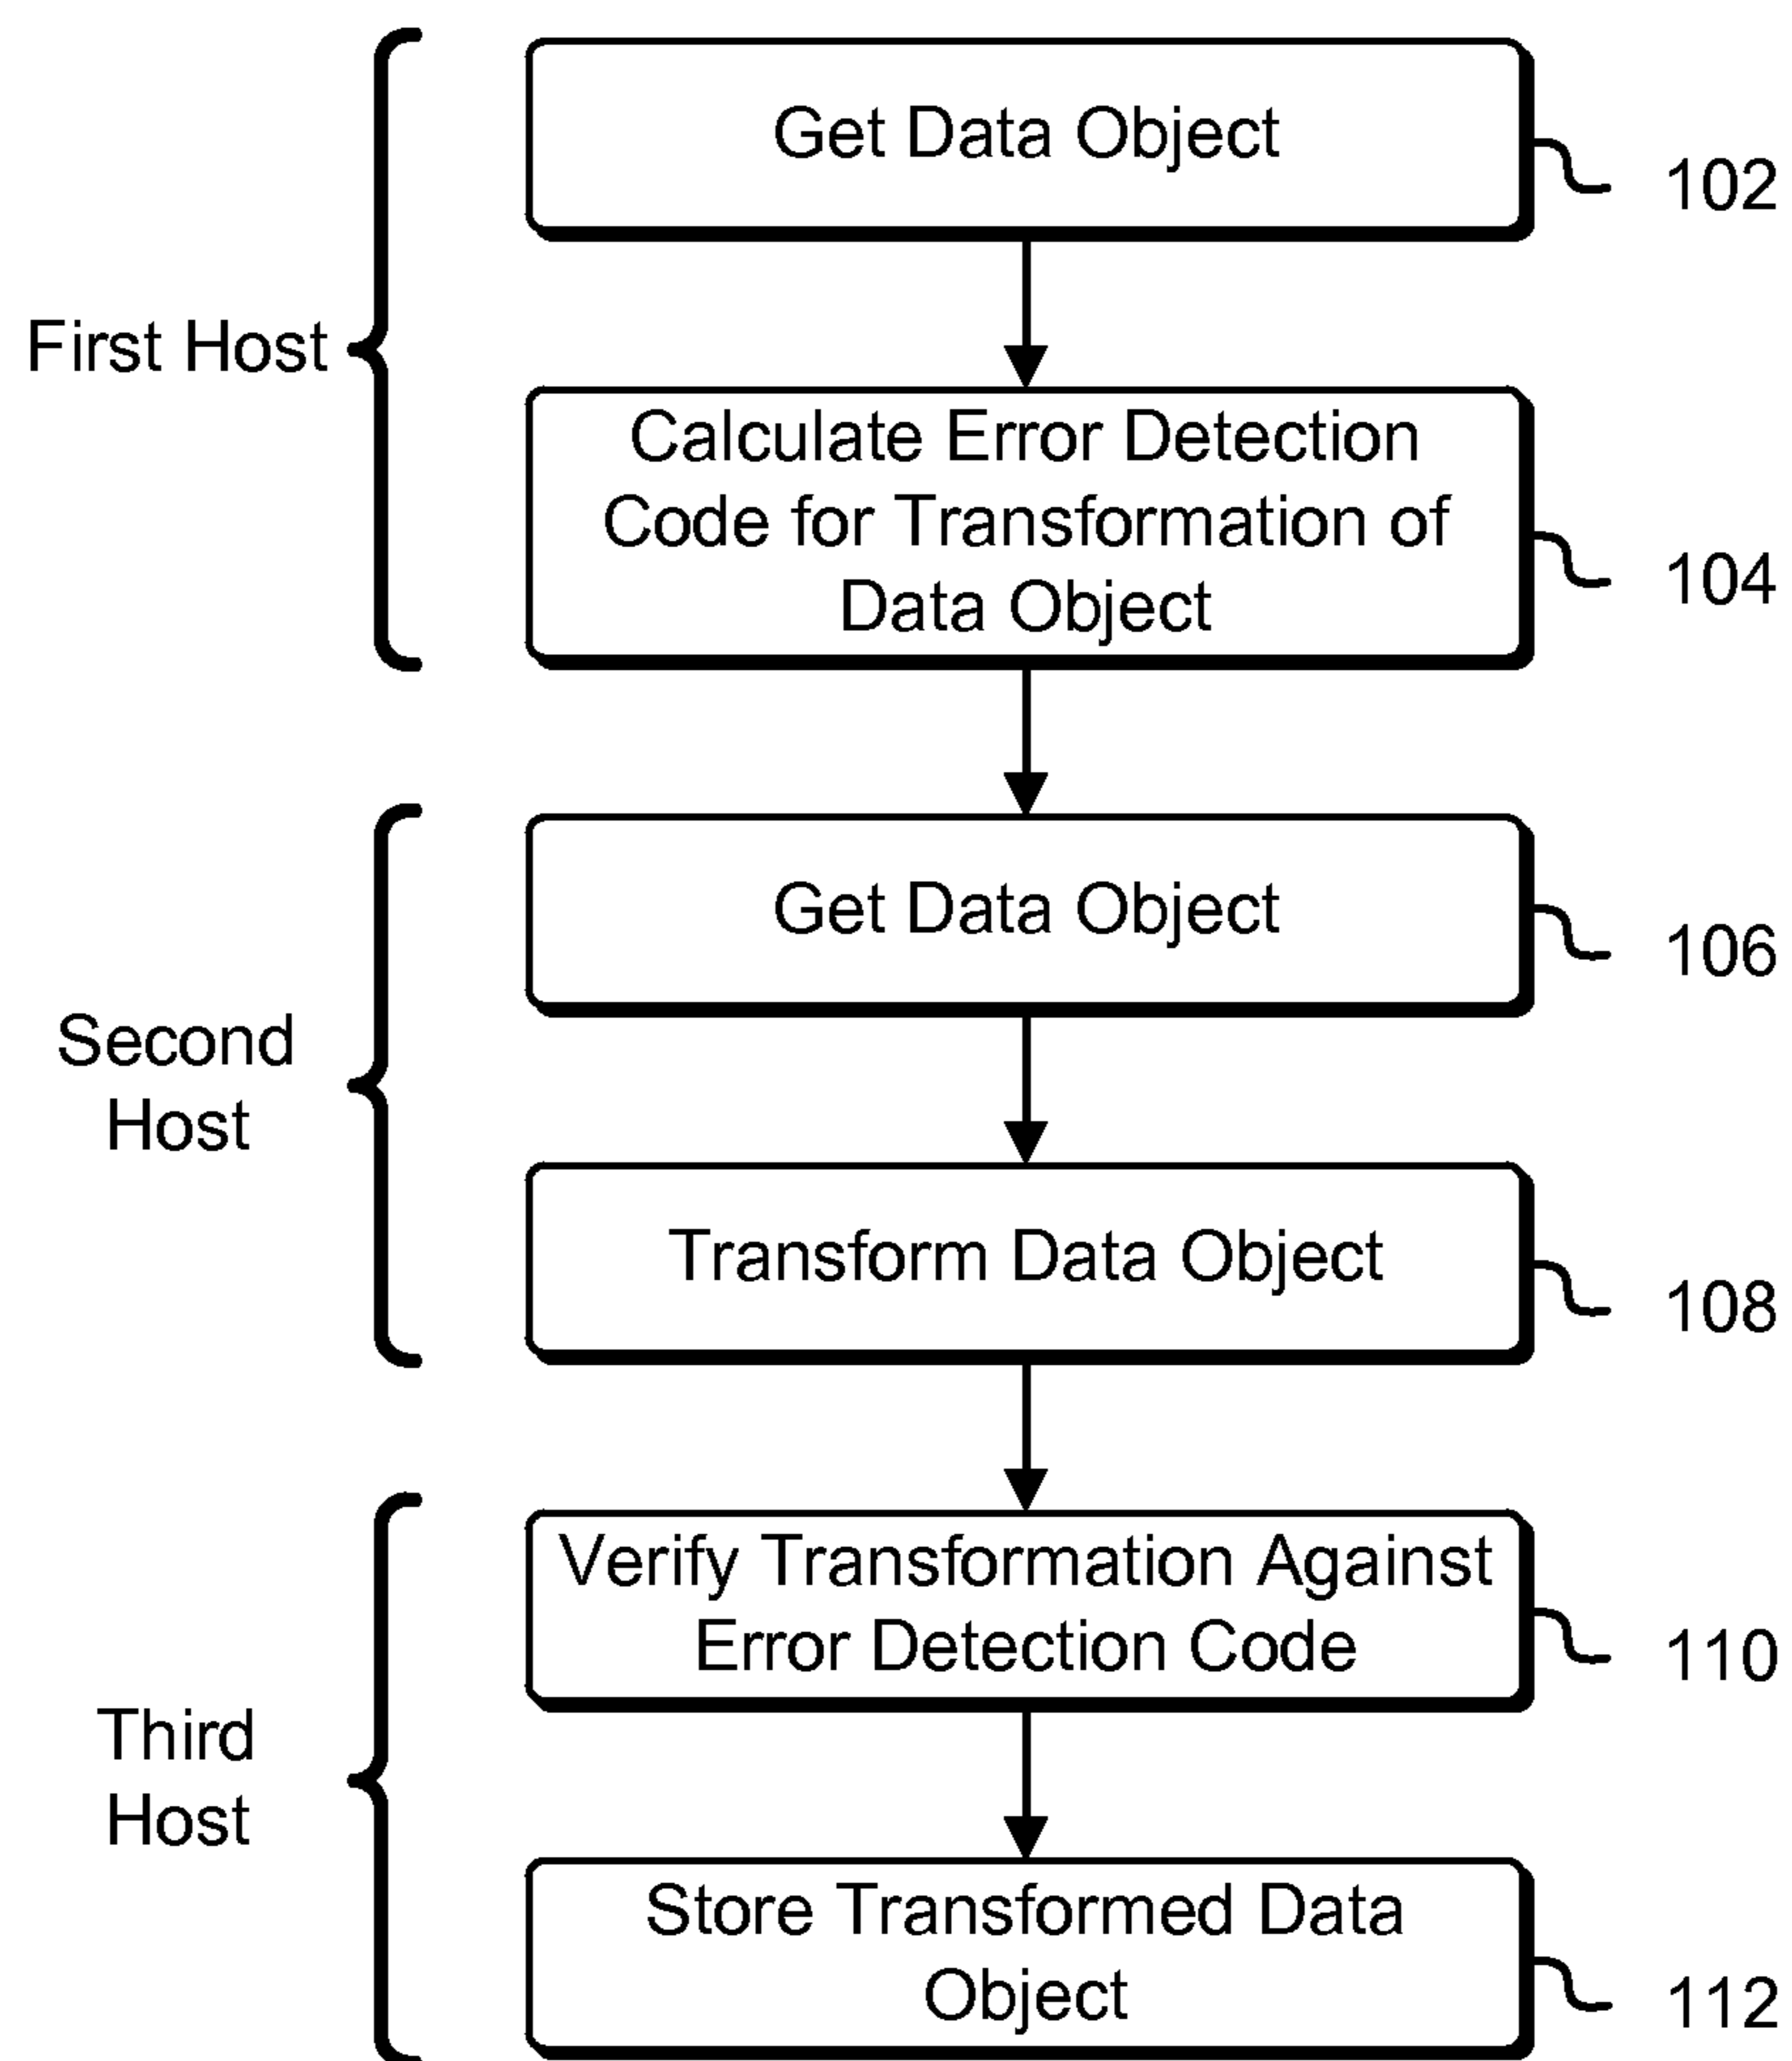 Get Data Object
102
First Host
Calculate Error Detection
Code for Transformation of
Data Object
104
Get Data Object
106
Second
Host
Transform Data Object
108
Verify Transformation Against
Error Detection Code
110
Third
Host
Store Transformed Data
Object
112